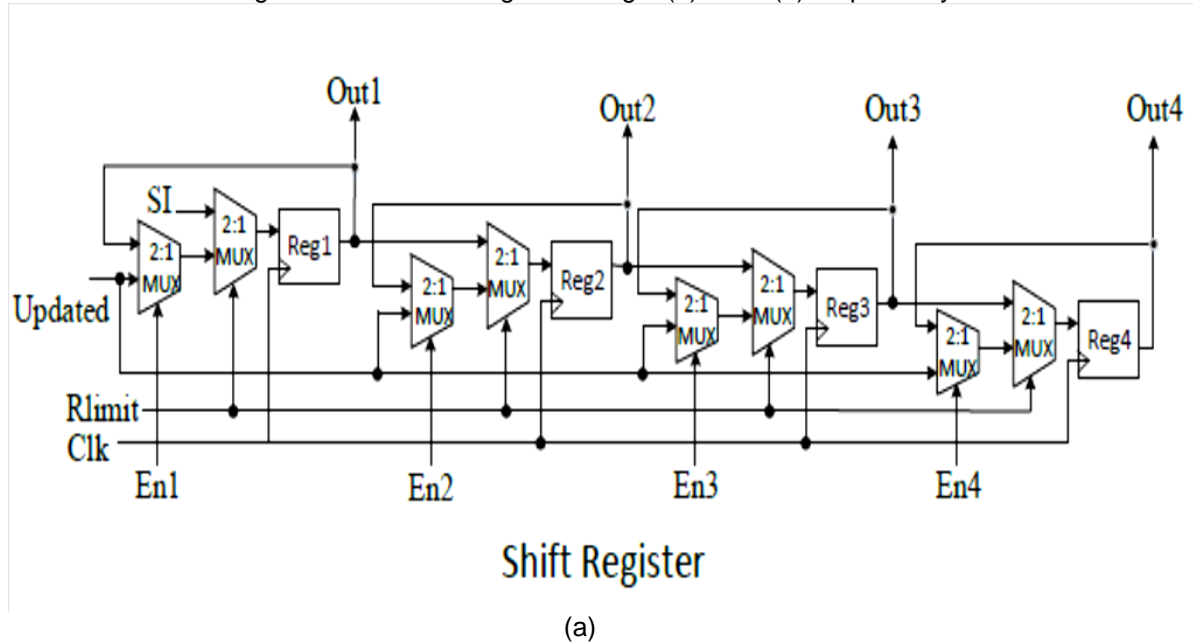 Out1
Out2
Out3
Out4
SI
2:1
MUX
2:1
MUX
Reg1
2:1
MUX
2:1
MUX
Reg2
2:1
MUX
2:1
MUX
Reg3
2:1
MUX
2:1
MUX
Reg4
Updated
Rlimit
Clk
En1
En2
En3
En4
Shift Register
(a)